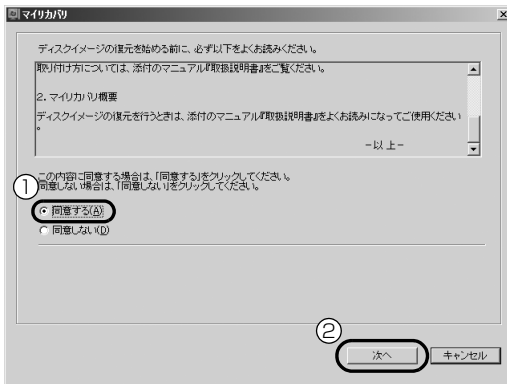 マイリカバリ
ディスクイメージの復元を始める前に、必ず以下をよくお読みください。
取り付け方については、添付のマニュアル『取扱説明書』をご覧ください。
2. マイリカバリ概要
ディスクイメージの復元を行うときは、添付のマニュアル『取扱説明書』をよくお読みになってご使用ください
。
-以上-
この内容に同意する場合は、「同意する」をクリックしてください。
同意しない場合は、「同意しない」をクリックしてください。
①
同意する(A)
同意しない(D)
②
次へ
キャンセル